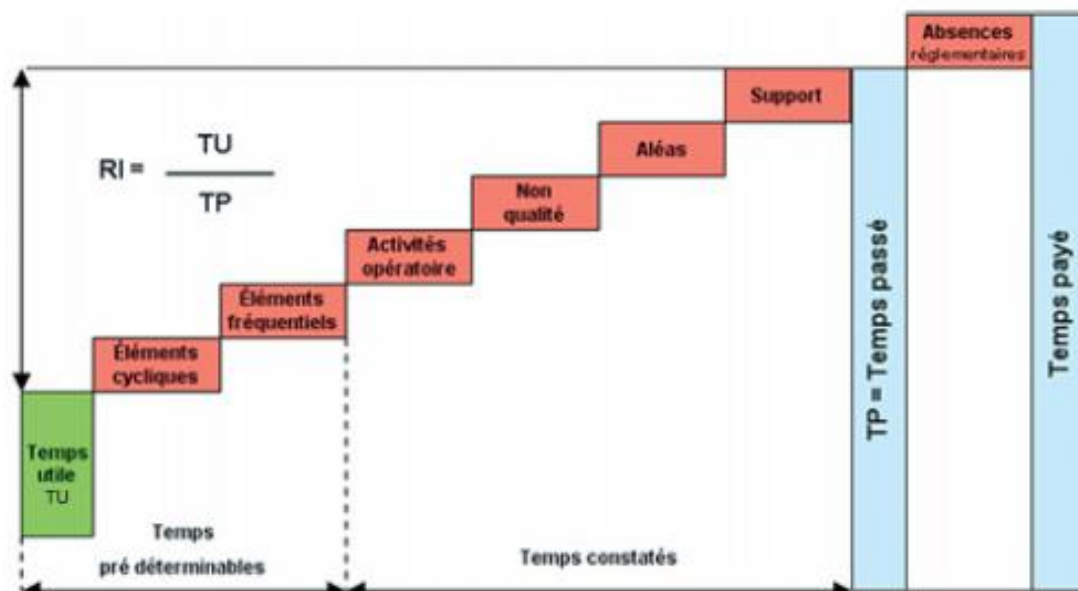 Absences
réglementaires
Support
Aléas
Non
qualité
Activités
opératoire
Éléments
fréquentiels
Éléments
cycliques
Temps
utile
TU
RI =
TU
TP
Temps
pré déterminables
Temps constatés
TP = Temps passé
Temps payé